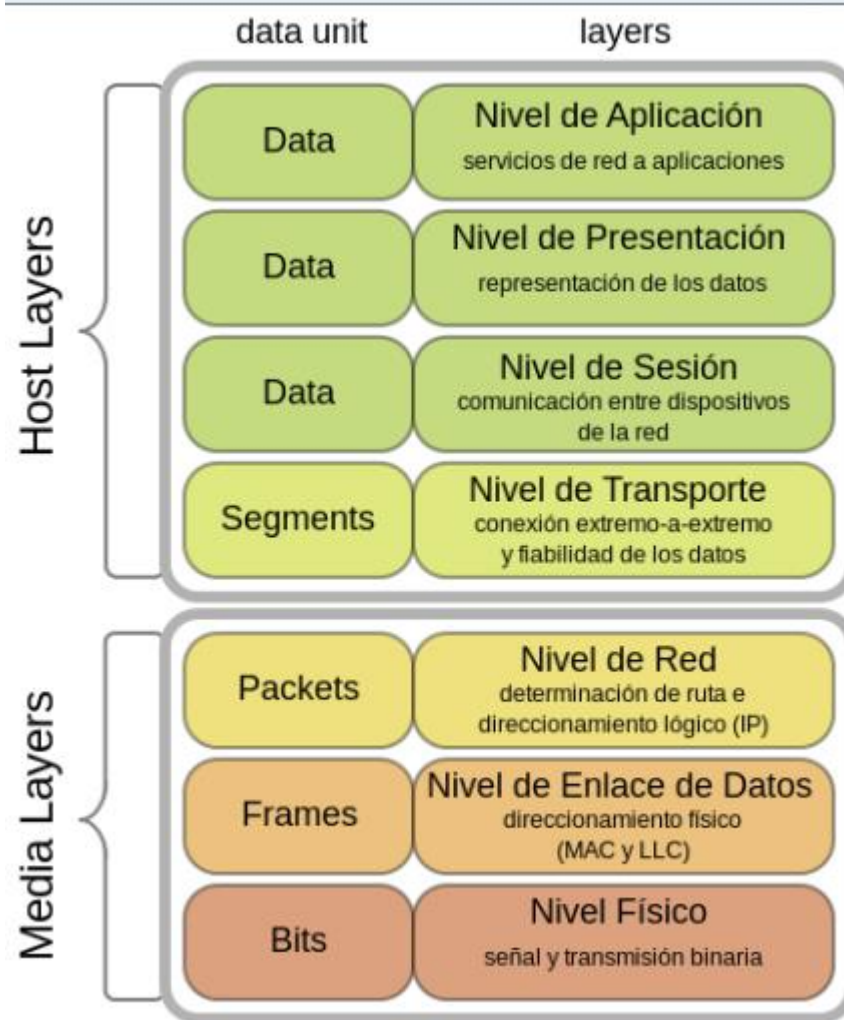 data unit
layers
Host Layers
Data
Nivel de Aplicación
servicios de red a aplicaciones
Data
Nivel de Presentación
representación de los datos
Data
Nivel de Sesión
comunicación entre dispositivos
de la red
Segments
Nivel de Transporte
conexión extremo-a-extremo
y fiabilidad de los datos
Media Layers
Packets
Nivel de Red
determinación de ruta e
direccionamiento lógico (IP)
Frames
Nivel de Enlace de Datos
direccionamiento físico
(MAC y LLC)
Bits
Nivel Físico
señal y transmisión binaria